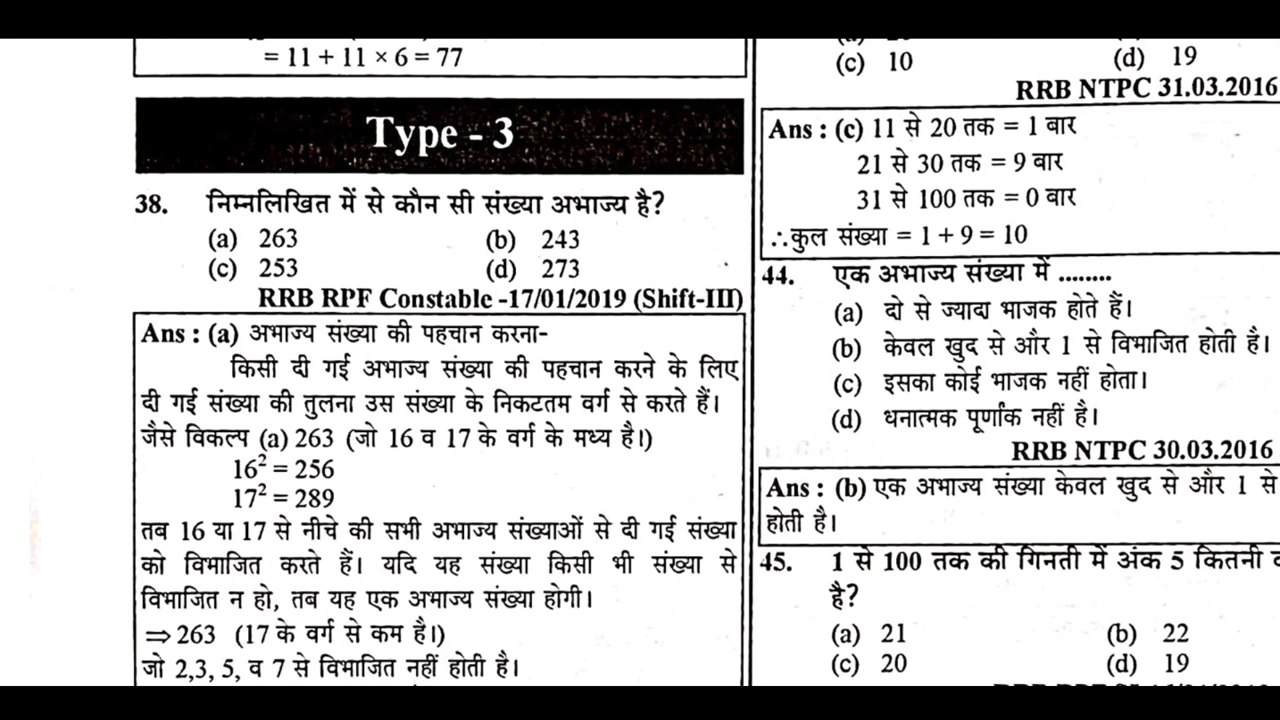 = 11 + 11 × 6 = 77
Type - 3
38. निम्नलिखित में से कौन सी संख्या अभाज्य है?
(a) 263 (b) 243
(c) 253 (d) 273
RRB RPF Constable -17/01/2019 (Shift-III)
Ans : (a) अभाज्य संख्या की पहचान करना-
किसी दी गई अभाज्य संख्या की पहचान करने के लिए
दी गई संख्या की तुलना उस संख्या के निकटतम वर्ग से करते हैं।
जैसे विकल्प (a) 263 (जो 16 व 17 के वर्ग के मध्य है।)
16² = 256
17² = 289
तब 16 या 17 से नीचे की सभी अभाज्य संख्याओं से दी गई संख्या
को विभाजित करते हैं। यदि यह संख्या किसी भी संख्या से
विभाजित न हो, तब यह एक अभाज्य संख्या होगी।
⇒ 263 (17 के वर्ग से कम है।)
जो 2,3, 5, व 7 से विभाजित नहीं होती है।
(c) 10 (d) 19
RRB NTPC 31.03.2016
Ans : (c) 11 से 20 तक = 1 बार
21 से 30 तक = 9 बार
31 से 100 तक = 0 बार
∴कुल संख्या = 1 + 9 = 10
44. एक अभाज्य संख्या में ........
(a) दो से ज्यादा भाजक होते हैं।
(b) केवल खुद से और 1 से विभाजित होती है।
(c) इसका कोई भाजक नहीं होता।
(d) धनात्मक पूर्णांक नहीं है।
RRB NTPC 30.03.2016
Ans : (b) एक अभाज्य संख्या केवल खुद से और 1 से
होती है।
45. 1 से 100 तक की गिनती में अंक 5 कितनी
है?
(a) 21 (b) 22
(c) 20 (d) 19